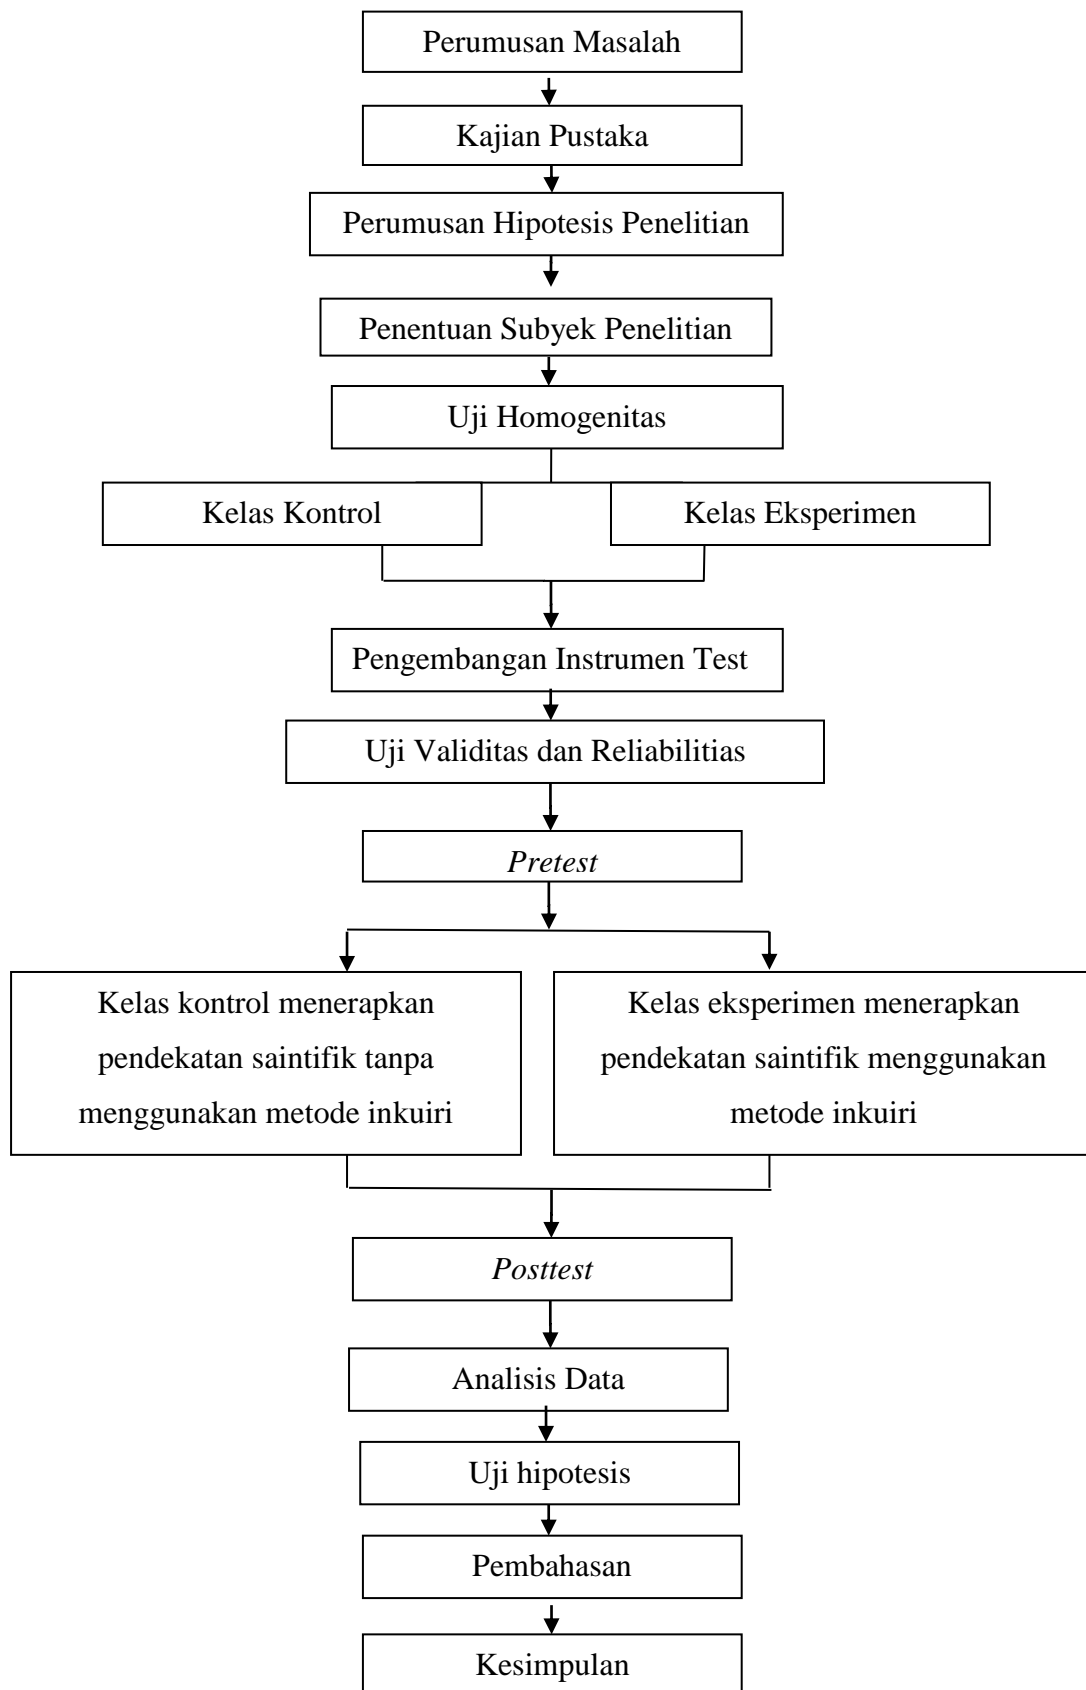 Perumusan Masalah
Kajian Pustaka
Perumusan Hipotesis Penelitian
Penentuan Subyek Penelitian
Uji Homogenitas
Kelas Kontrol
Kelas Eksperimen
Pengembangan Instrumen Test
Uji Validitas dan Reliabilitias
Pretest
Kelas kontrol menerapkan
pendekatan saintifik tanpa
menggunakan metode inkuiri
Kelas eksperimen menerapkan
pendekatan saintifik menggunakan
metode inkuiri
Posttest
Analisis Data
Uji hipotesis
Pembahasan
Kesimpulan